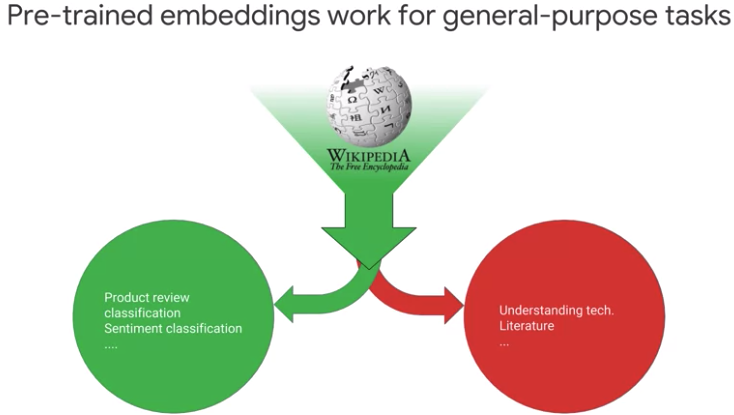 Pre-trained embeddings work for general-purpose tasks
WIKIPEDIA
The Free Encyclopedia
Product review
classification
Sentiment classification
....
Understanding tech.
Literature
...